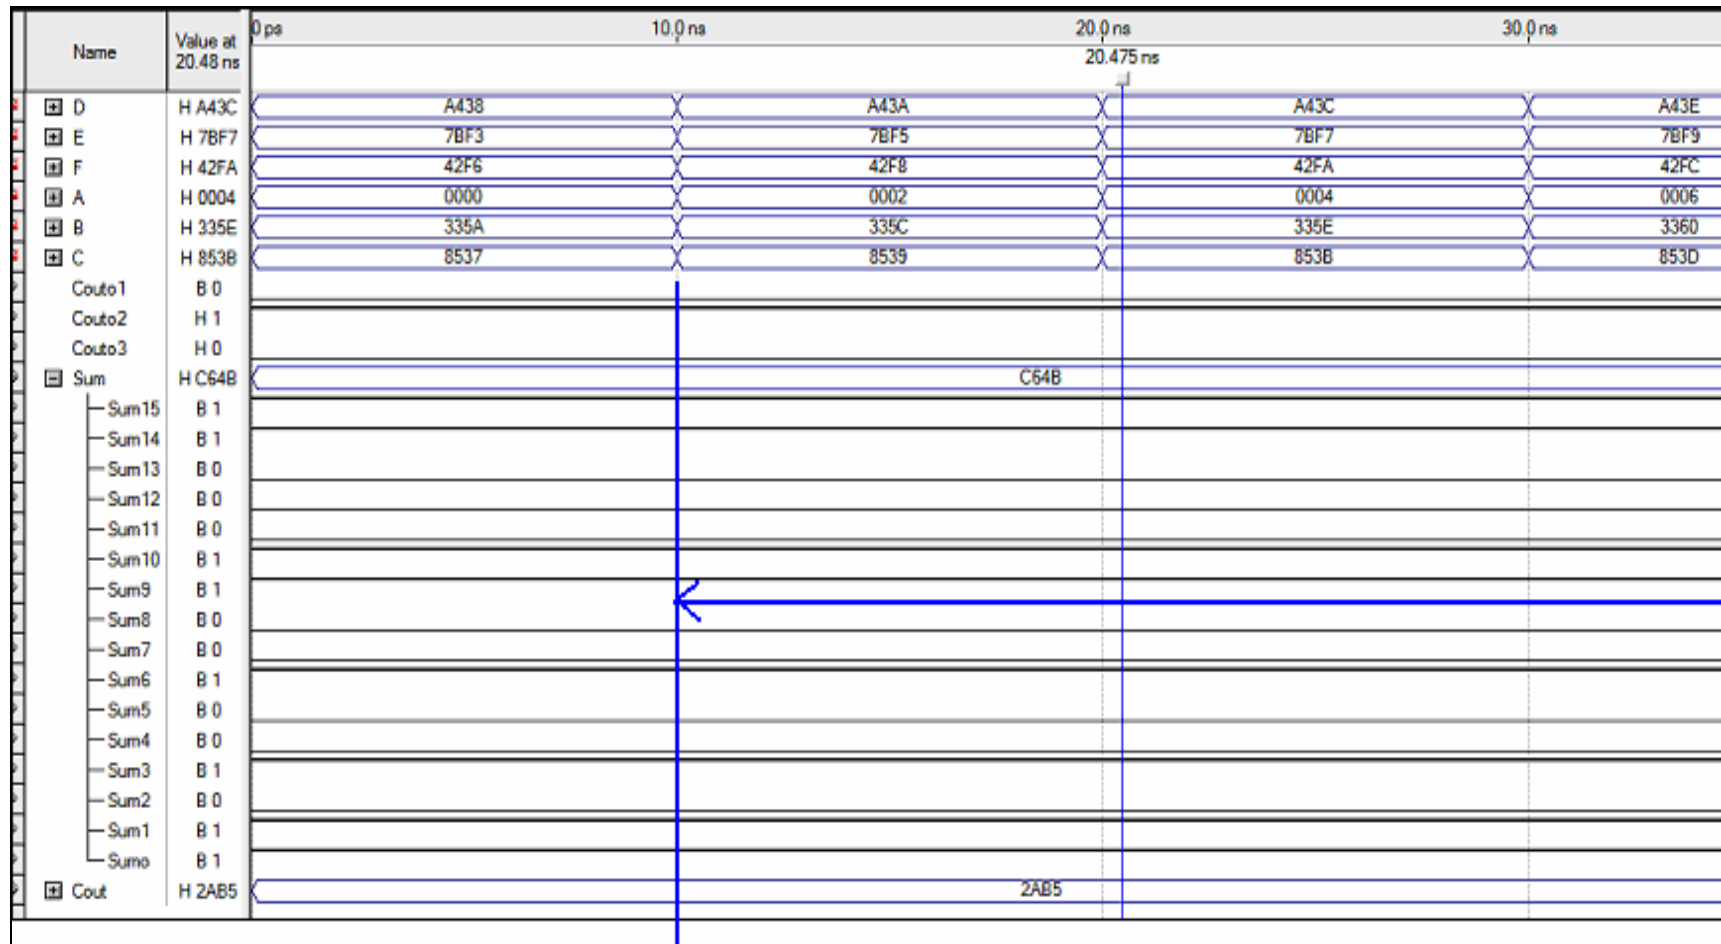 Name Value at 20.48 ns 0 ps 10.0 ns 20.0 ns 30.0 ns
20.475 ns
D H A43C A438 A43A A43C A43E
E H 7BF7 7BF3 7BF5 7BF7 7BF9
F H 42FA 42F6 42F8 42FA 42FC
A H 0004 0000 0002 0004 0006
B H 335E 335A 335C 335E 3360
C H 853B 8537 8539 853B 853D
Couto1 B 0
Couto2 H 1
Couto3 H 0
Sum H C64B C64B
Sum15 B 1
Sum14 B 1
Sum13 B 0
Sum12 B 0
Sum11 B 0
Sum10 B 1
Sum9 B 1
Sum8 B 0
Sum7 B 0
Sum6 B 1
Sum5 B 0
Sum4 B 0
Sum3 B 1
Sum2 B 0
Sum1 B 1
Sumo B 1
Cout H 2AB5 2AB5